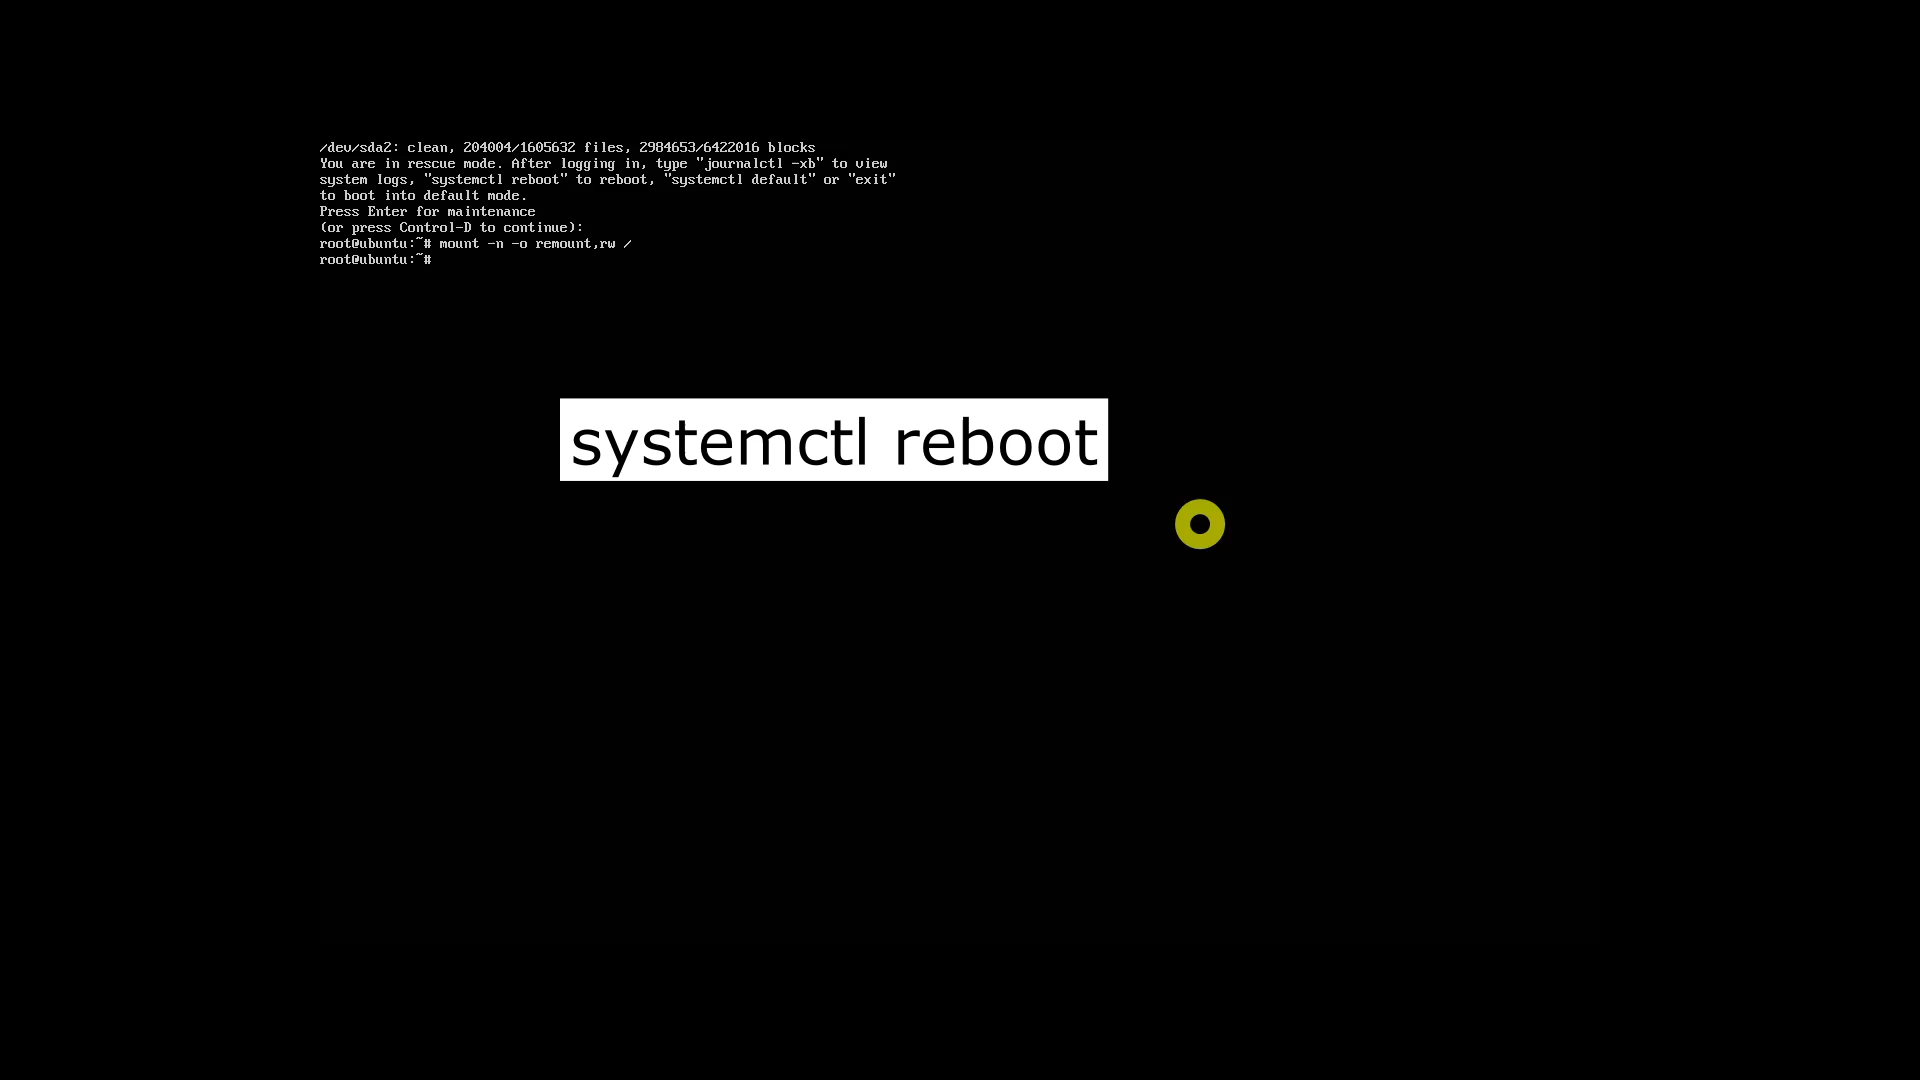 /dev/sda2: clean, 204004/1605632 files, 2984653/6422016 blocks
You are in rescue mode. After logging in, type "journalctl -xb" to view
system logs, "systemctl reboot" to reboot, "systemctl default" or "exit"
to boot into default mode.
Press Enter for maintenance
(or press Control-D to continue):
root@ubuntu:~# mount -n -o remount,rw /
root@ubuntu:~#
systemctl reboot